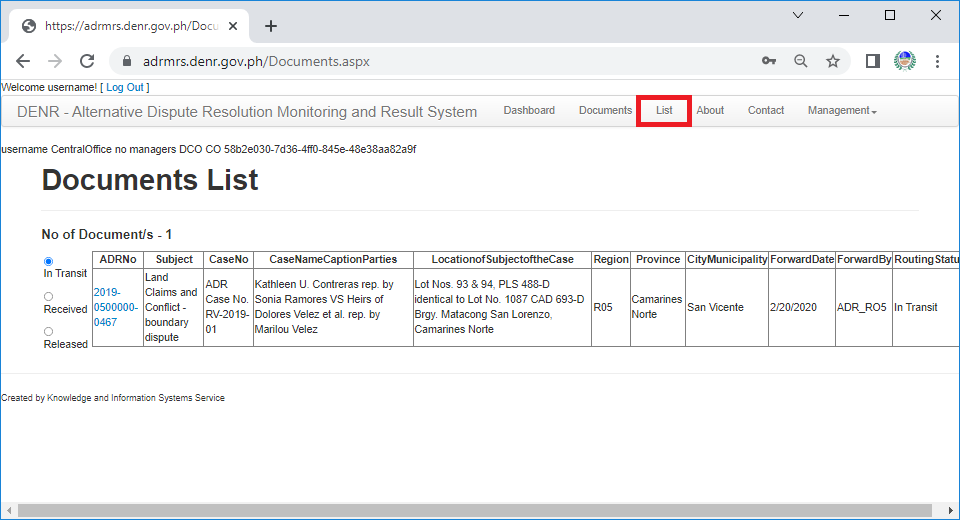 https://adrmrs.denr.gov.ph/Docum
adrmrs.denr.gov.ph/Documents.aspx
Welcome username! [ Log Out ]
DENR - Alternative Dispute Resolution Monitoring and Result System Dashboard Documents List About Contact Management
username CentralOffice no managers DCO CO 58b2e030-7d36-4ff0-845e-48e38aa82a9f
Documents List
No of Document/s - 1
In Transit
Received
Released
ADRNo Subject CaseNo CaseNameCaptionParties LocationofSubjectoftheCase Region Province CityMunicipality ForwardDate ForwardBy RoutingStatu
2019-
0500000-
0467
Land
Claims and
Conflict -
boundary
dispute
ADR
Case No.
RV-2019-
01
Kathleen U. Contreras rep. by
Sonia Ramores VS Heirs of
Dolores Velez et al. rep. by
Marilou Velez
Lot Nos. 93 & 94, PLS 488-D
identical to Lot No. 1087 CAD 693-D
Brgy. Matacong San Lorenzo,
Camarines Norte
R05
Camarines
Norte
San Vicente
2/20/2020
ADR_RO5
In Transit
Created by Knowledge and Information Systems Service